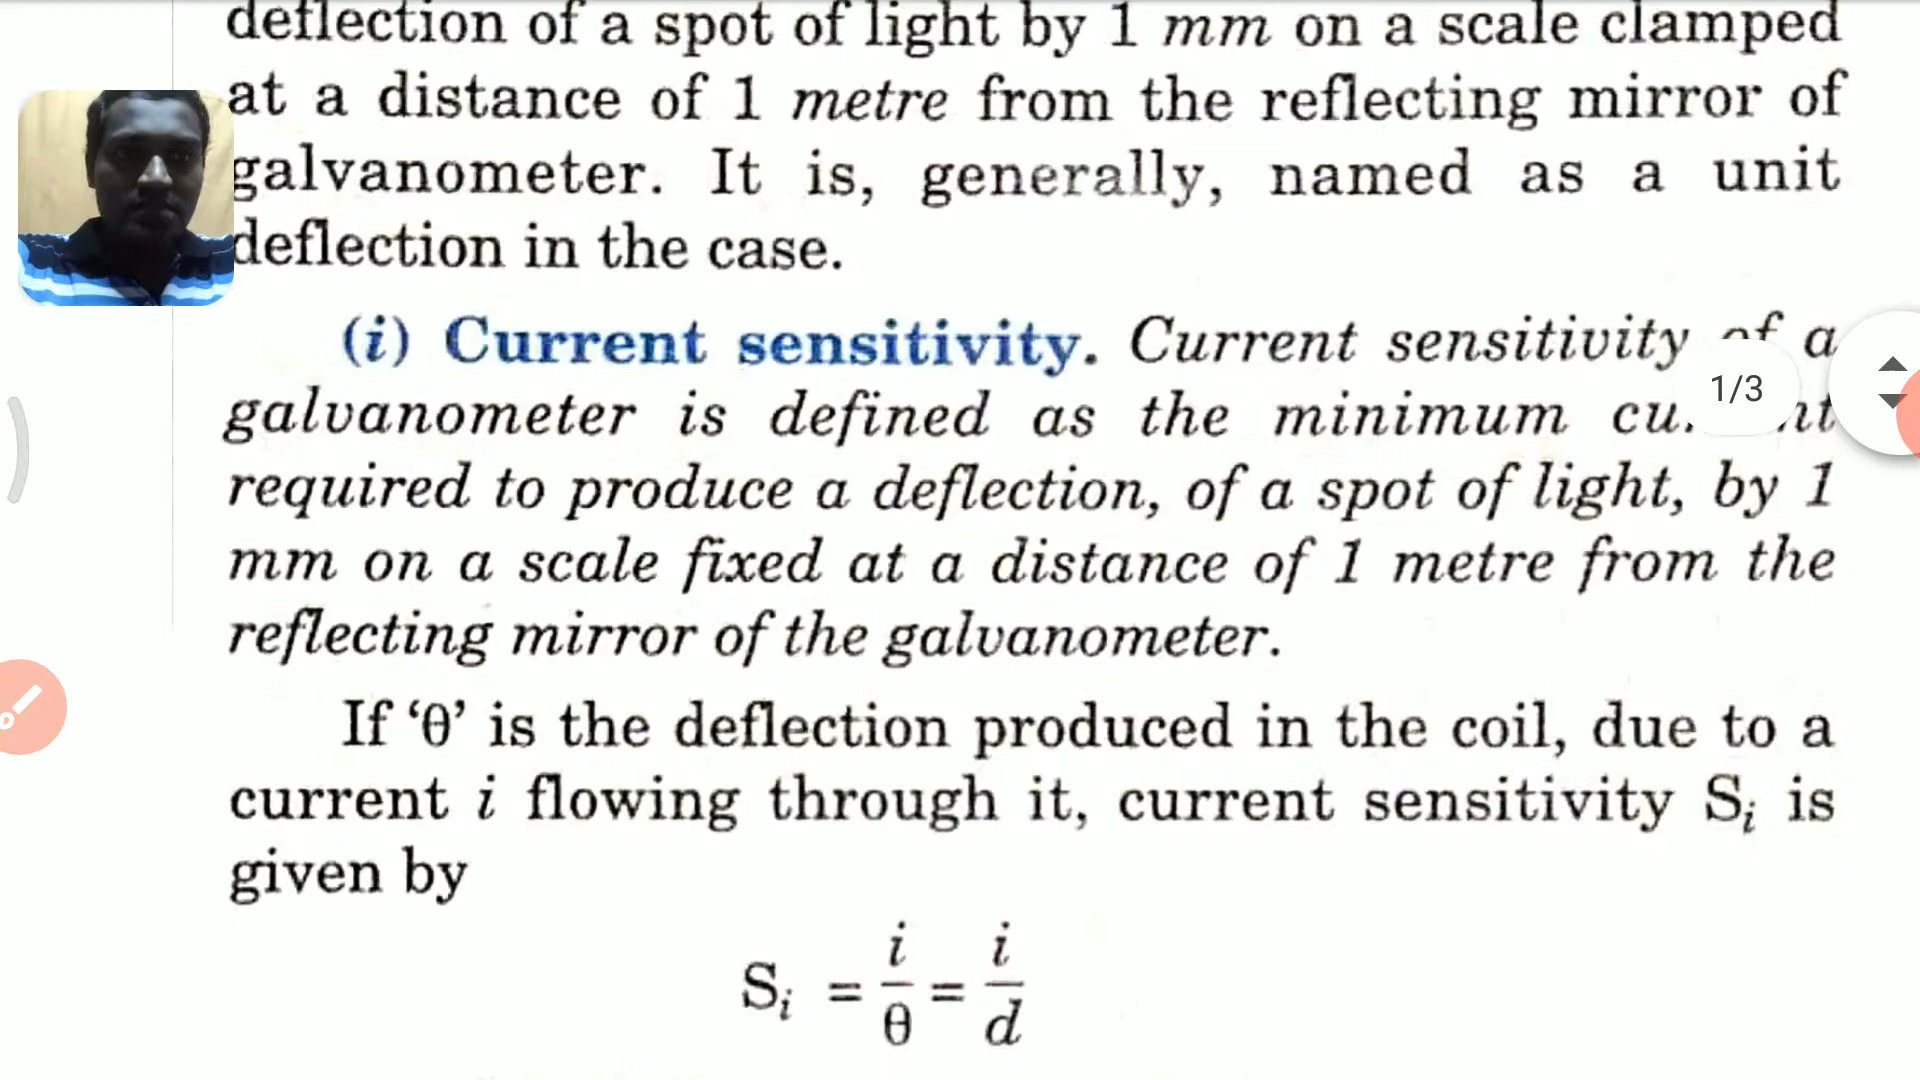 deflection of a spot of light by 1 mm on a scale clamped
at a distance of 1 metre from the reflecting mirror of
galvanometer. It is, generally, named as a unit
deflection in the case.
(i) Current sensitivity. Current sensitivity of a
1/3
galvanometer is defined as the minimum
required to produce a deflection, of a spot of light, by 1
mm on a scale fixed at a distance of 1 metre from the
reflecting mirror of the galvanometer.
If ‘θ’ is the deflection produced in the coil, due to a
current i flowing through it, current sensitivity Sᵢ is
given by
Sᵢ = i/θ = i/d